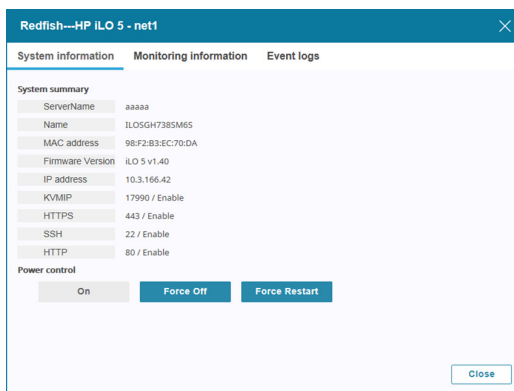 Redfish---HP iLO 5 - net1
System information Monitoring information Event logs
System summary
ServerName aaaaa
Name ILOSGH738SM6S
MAC address 98:F2:B3:EC:70:DA
Firmware Version iLO 5 v1.40
IP address 10.3.166.42
KVMIP 17990 / Enable
HTTPS 443 / Enable
SSH 22 / Enable
HTTP 80 / Enable
Power control
On Force Off Force Restart
Close